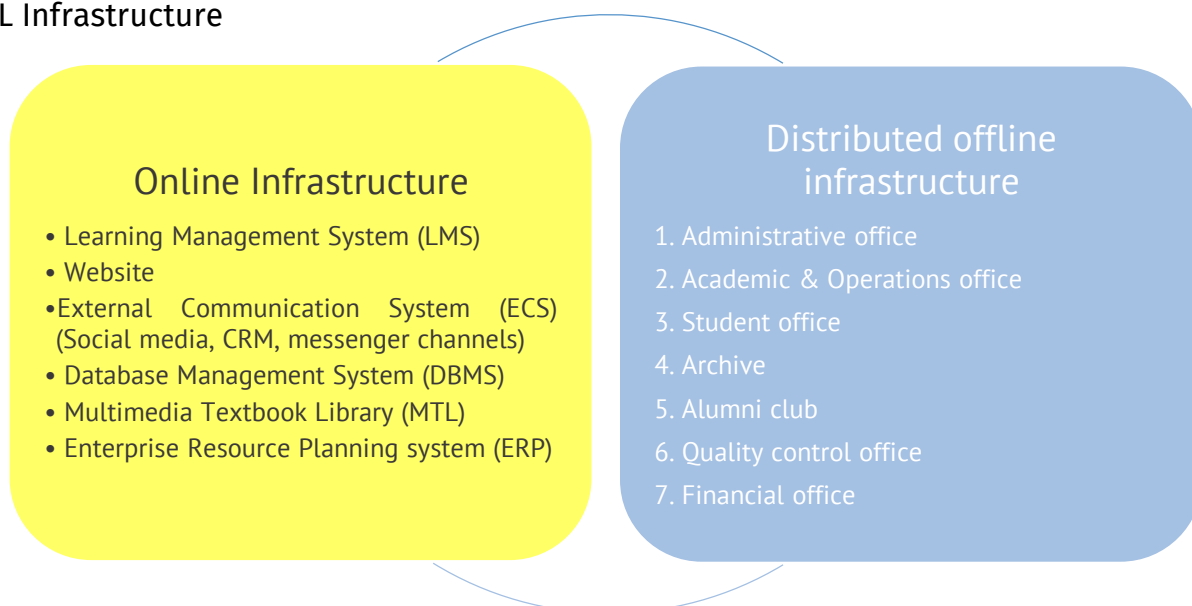 L Infrastructure
Online Infrastructure
• Learning Management System (LMS)
• Website
•External Communication System (ECS)
(Social media, CRM, messenger channels)
• Database Management System (DBMS)
• Multimedia Textbook Library (MTL)
• Enterprise Resource Planning system (ERP)
Distributed offline
infrastructure
1. Administrative office
2. Academic & Operations office
3. Student office
4. Archive
5. Alumni club
6. Quality control office
7. Financial office